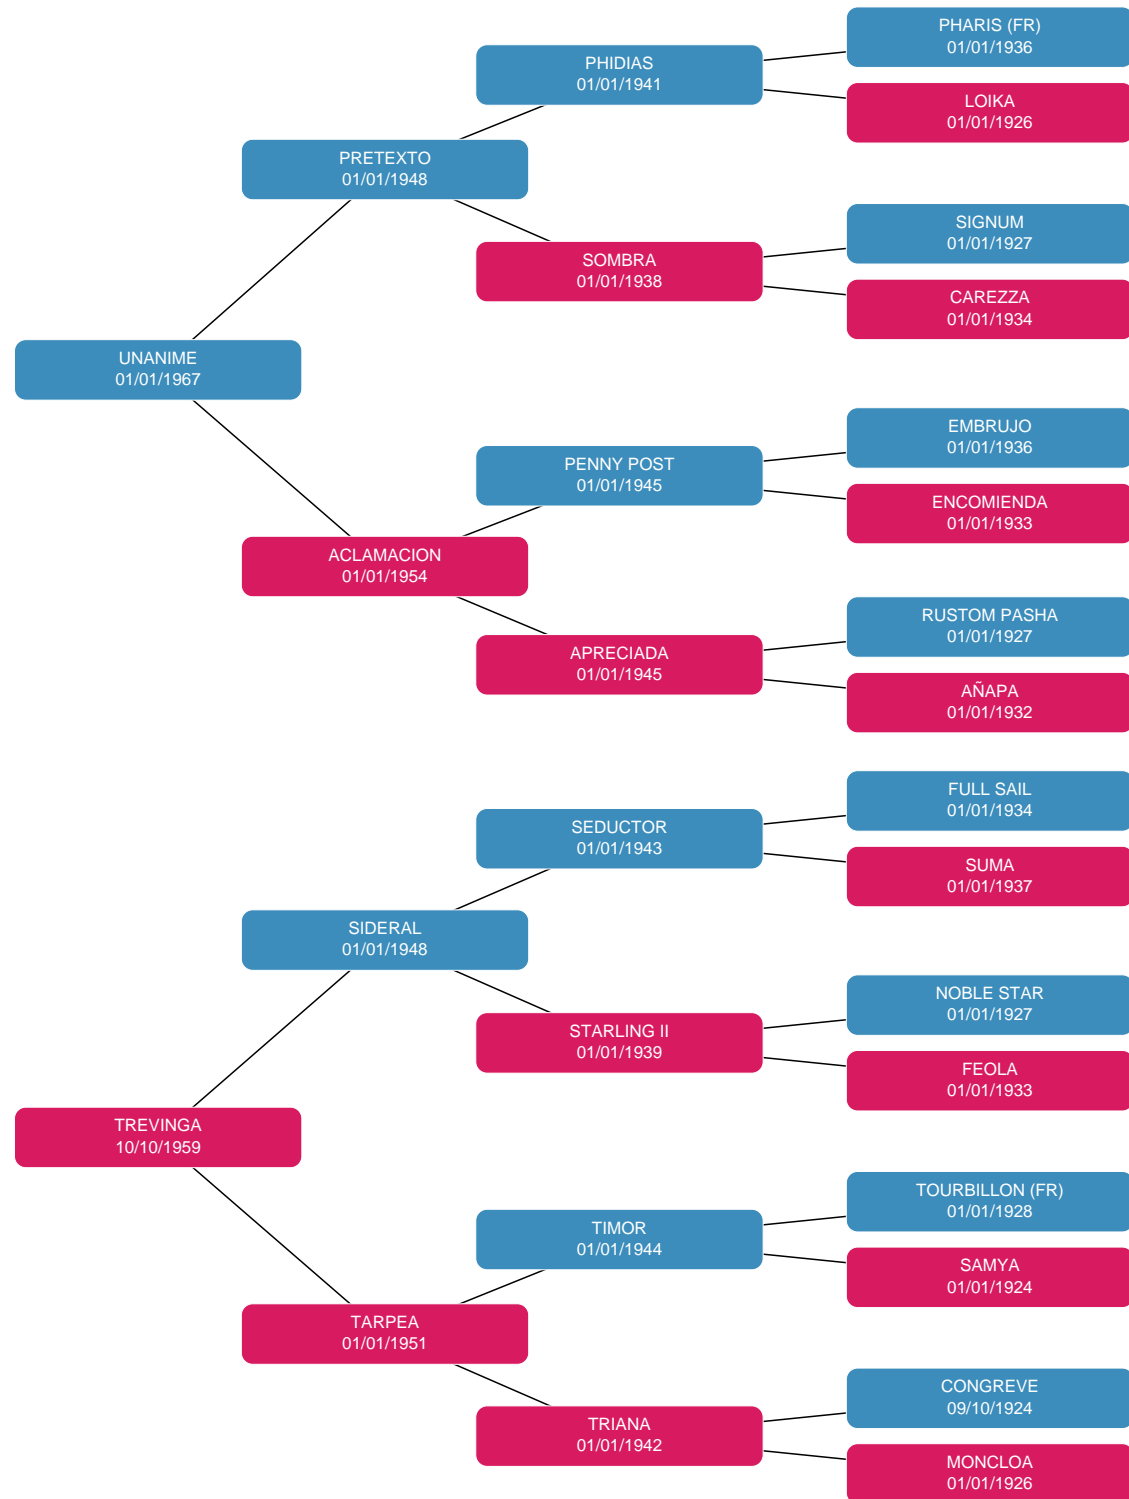 PHARIS (FR)
01/01/1936
PHIDIAS
01/01/1941
LOIKA
01/01/1926
PRETEXTO
01/01/1948
SIGNUM
01/01/1927
SOMBRA
01/01/1938
CAREZZA
01/01/1934
UNANIME
01/01/1967
EMBRUJO
01/01/1936
PENNY POST
01/01/1945
ENCOMIENDA
01/01/1933
ACLAMACION
01/01/1954
RUSTOM PASHA
01/01/1927
APRECIADA
01/01/1945
AÑAPA
01/01/1932
FULL SAIL
01/01/1934
SEDUCTOR
01/01/1943
SUMA
01/01/1937
SIDERAL
01/01/1948
NOBLE STAR
01/01/1927
STARLING II
01/01/1939
FEOLA
01/01/1933
TREVINGA
10/10/1959
TOURBILLON (FR)
01/01/1928
TIMOR
01/01/1944
SAMYA
01/01/1924
TARPEA
01/01/1951
CONGREVE
09/10/1924
TRIANA
01/01/1942
MONCLOA
01/01/1926